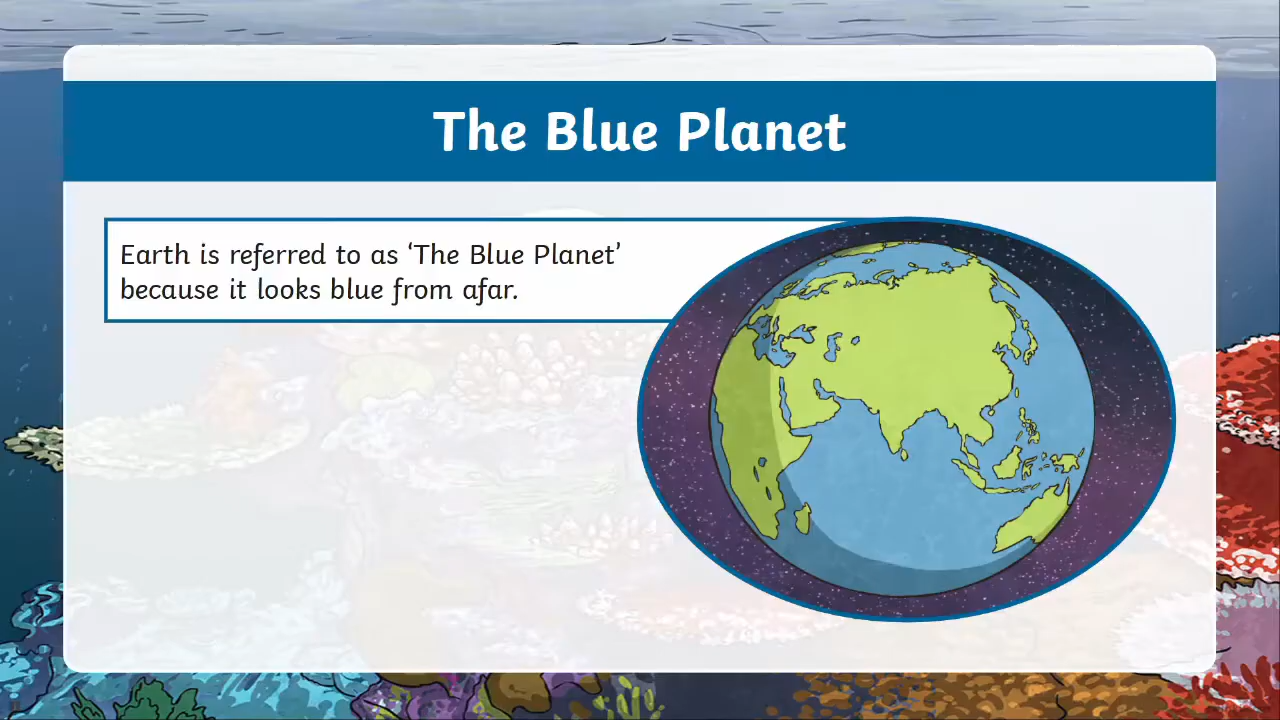 The Blue Planet
Earth is referred to as ‘The Blue Planet’
because it looks blue from afar.